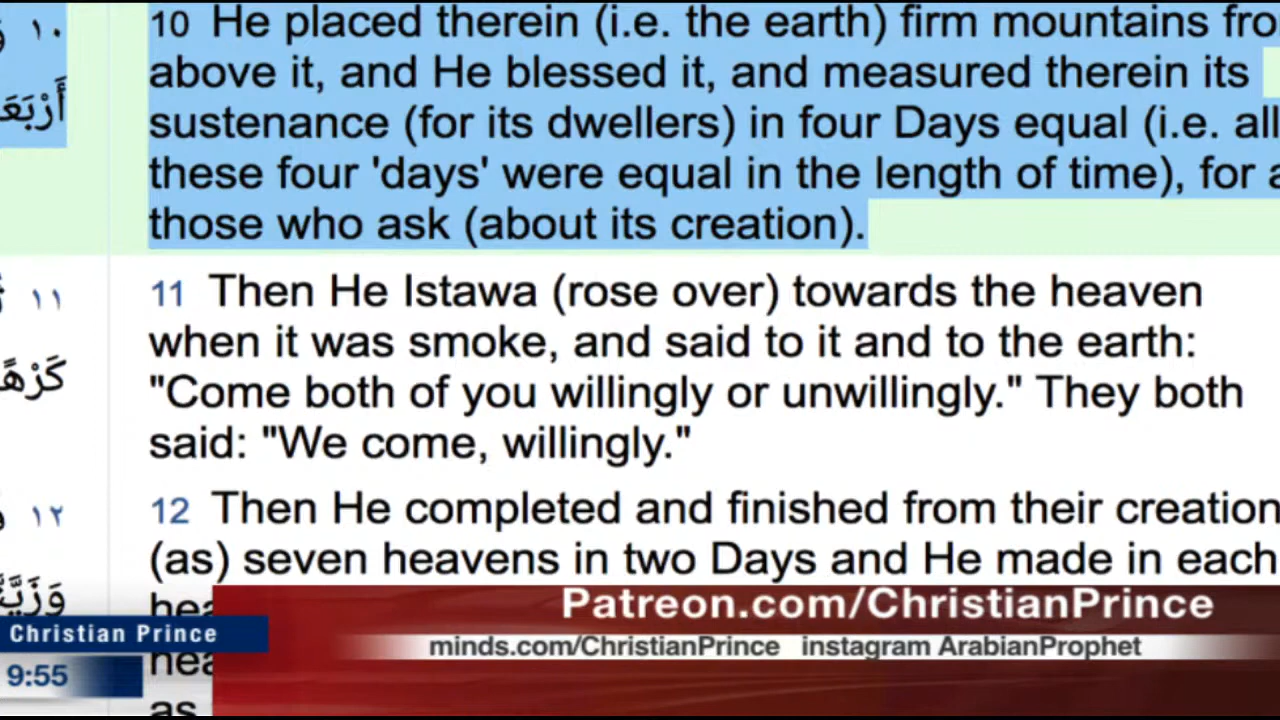 10 He placed therein (i.e. the earth) firm mountains fro
above it, and He blessed it, and measured therein its
sustenance (for its dwellers) in four Days equal (i.e. all
these four 'days' were equal in the length of time), for a
those who ask (about its creation).
11 Then He Istawa (rose over) towards the heaven
when it was smoke, and said to it and to the earth:
"Come both of you willingly or unwillingly." They both
said: "We come, willingly."
12 Then He completed and finished from their creation
(as) seven heavens in two Days and He made in each
hea
hea
as
١٠
أَرْبَعَ
١١
كَرْهً
١٢
وَزَيَّ
Patreon.com/ChristianPrince
Christian Prince
minds.com/ChristianPrince instagram ArabianProphet
9:55